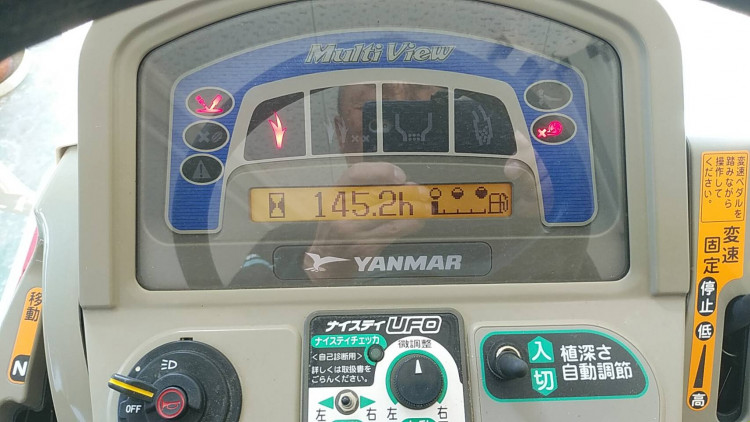 Multi View
145.2h
YANMAR
変速ペダルを
踏みながら
操作して
ください。
変速
固定
停止
低
高
移動
N
OFF
ナイスティUFO
ナイスティチェッカ
<自己診断用>
詳しくは取扱書を
ごらんください。
微調整
左 右
左 右
入
切
植深さ
自動調節